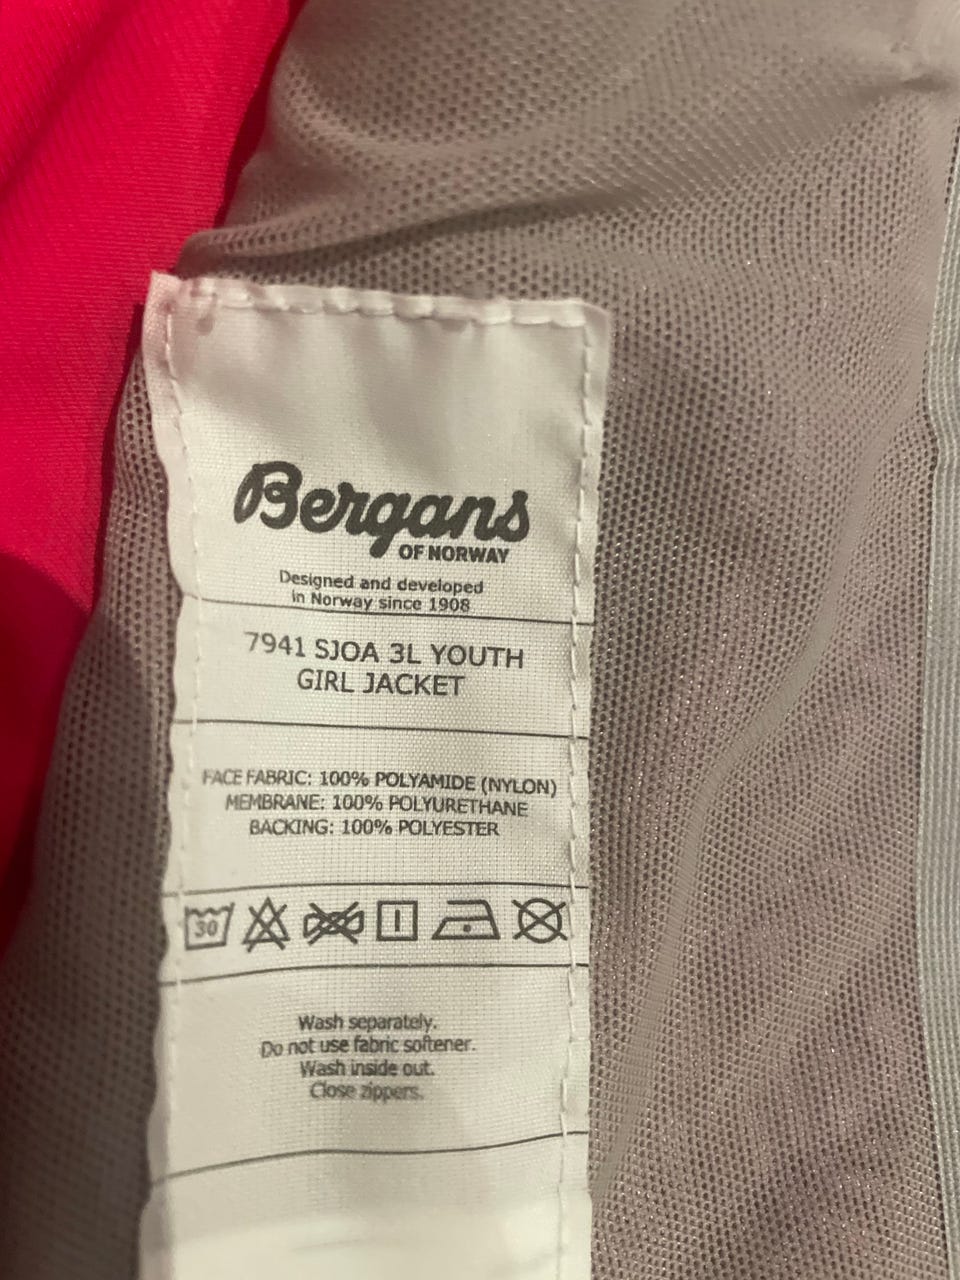 Bergans
OF NORWAY
Designed and developed
in Norway since 1908
7941 SJOA 3L YOUTH
GIRL JACKET
FACE FABRIC: 100% POLYAMIDE (NYLON)
MEMBRANE: 100% POLYURETHANE
BACKING: 100% POLYESTER
30
Wash separately.
Do not use fabric softener.
Wash inside out.
Close zippers.